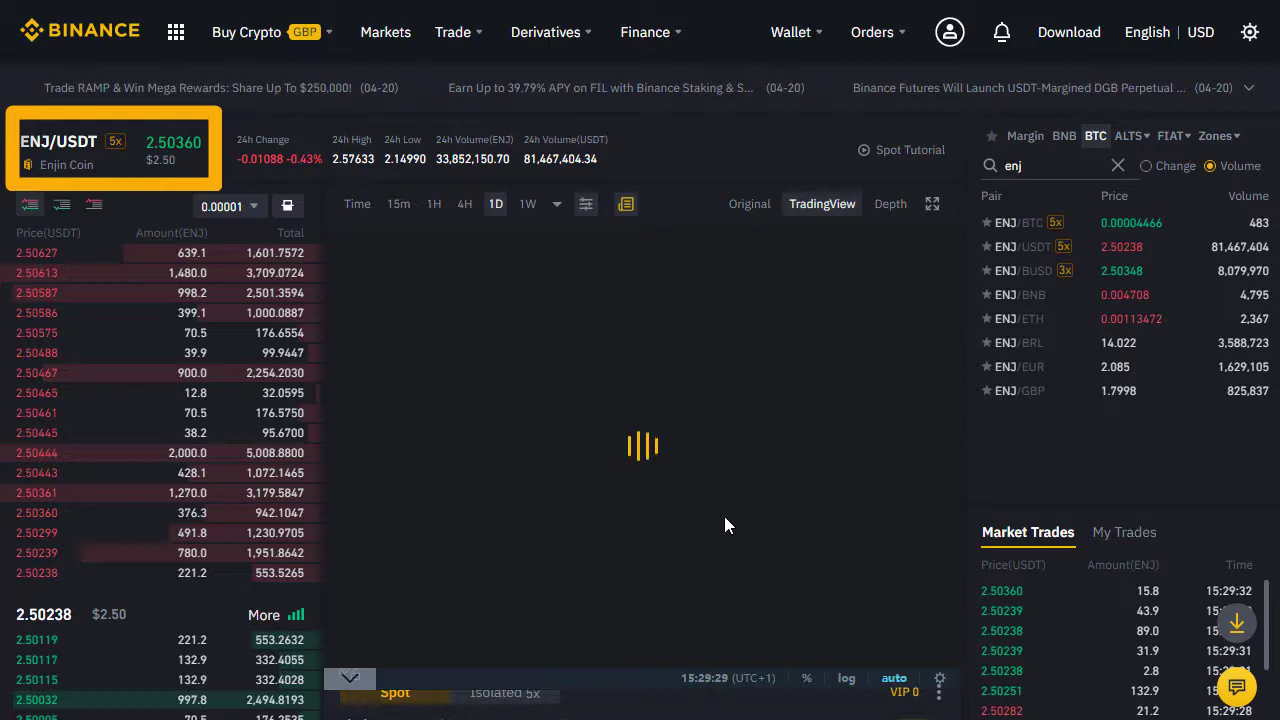 BINANCE Buy Crypto GBP Markets Trade Derivatives Finance Wallet Orders Download English | USD
Trade RAMP & Win Mega Rewards: Share Up To $250,000! (04-20) Earn Up to 39.79% APY on FIL with Binance Staking & S... (04-20) Binance Futures Will Launch USDT-Margined DGB Perpetual ... (04-20)
ENJ/USDT 5x 2.50360
Enjin Coin $2.50
24h Change 24h High 24h Low 24h Volume(ENJ) 24h Volume(USDT)
-0.01088 -0.43% 2.57633 2.14990 33,852,150.70 81,467,404.34
Spot Tutorial
0.00001
Price(USDT) Amount(ENJ) Total
2.50627 639.1 1,601.7572
2.50613 1,480.0 3,709.0724
2.50587 998.2 2,501.3594
2.50586 399.1 1,000.0887
2.50575 70.5 176.6554
2.50488 39.9 99.9447
2.50467 900.0 2,254.2030
2.50465 12.8 32.0595
2.50461 70.5 176.5750
2.50445 38.2 95.6700
2.50444 2,000.0 5,008.8800
2.50443 428.1 1,072.1465
2.50361 1,270.0 3,179.5847
2.50360 376.3 942.1047
2.50299 491.8 1,230.9705
2.50239 780.0 1,951.8642
2.50238 221.2 553.5265
2.50238 $2.50 More
2.50119 221.2 553.2632
2.50117 132.9 332.4055
2.50115 132.9 332.4028
2.50032 997.8 2,494.8193
Time 15m 1H 4H 1D 1W Original TradingView Depth
15:29:29 (UTC+1) % log auto
Spot Isolated 5x VIP 0
Margin BNB BTC ALTS FIAT Zones
enj Change Volume
Pair Price Volume
ENJ/BTC 5x 0.00004466 483
ENJ/USDT 5x 2.50238 81,467,404
ENJ/BUSD 3x 2.50348 8,079,970
ENJ/BNB 0.004708 4,795
ENJ/ETH 0.00113472 2,367
ENJ/BRL 14.022 3,588,723
ENJ/EUR 2.085 1,629,105
ENJ/GBP 1.7998 825,837
Market Trades My Trades
Price(USDT) Amount(ENJ) Time
2.50360 15.8 15:29:32
2.50239 43.9
2.50238 89.0
2.50239 31.9 15:29:31
2.50238 2.8
2.50251 132.9
2.50282 21.2 15:29:28